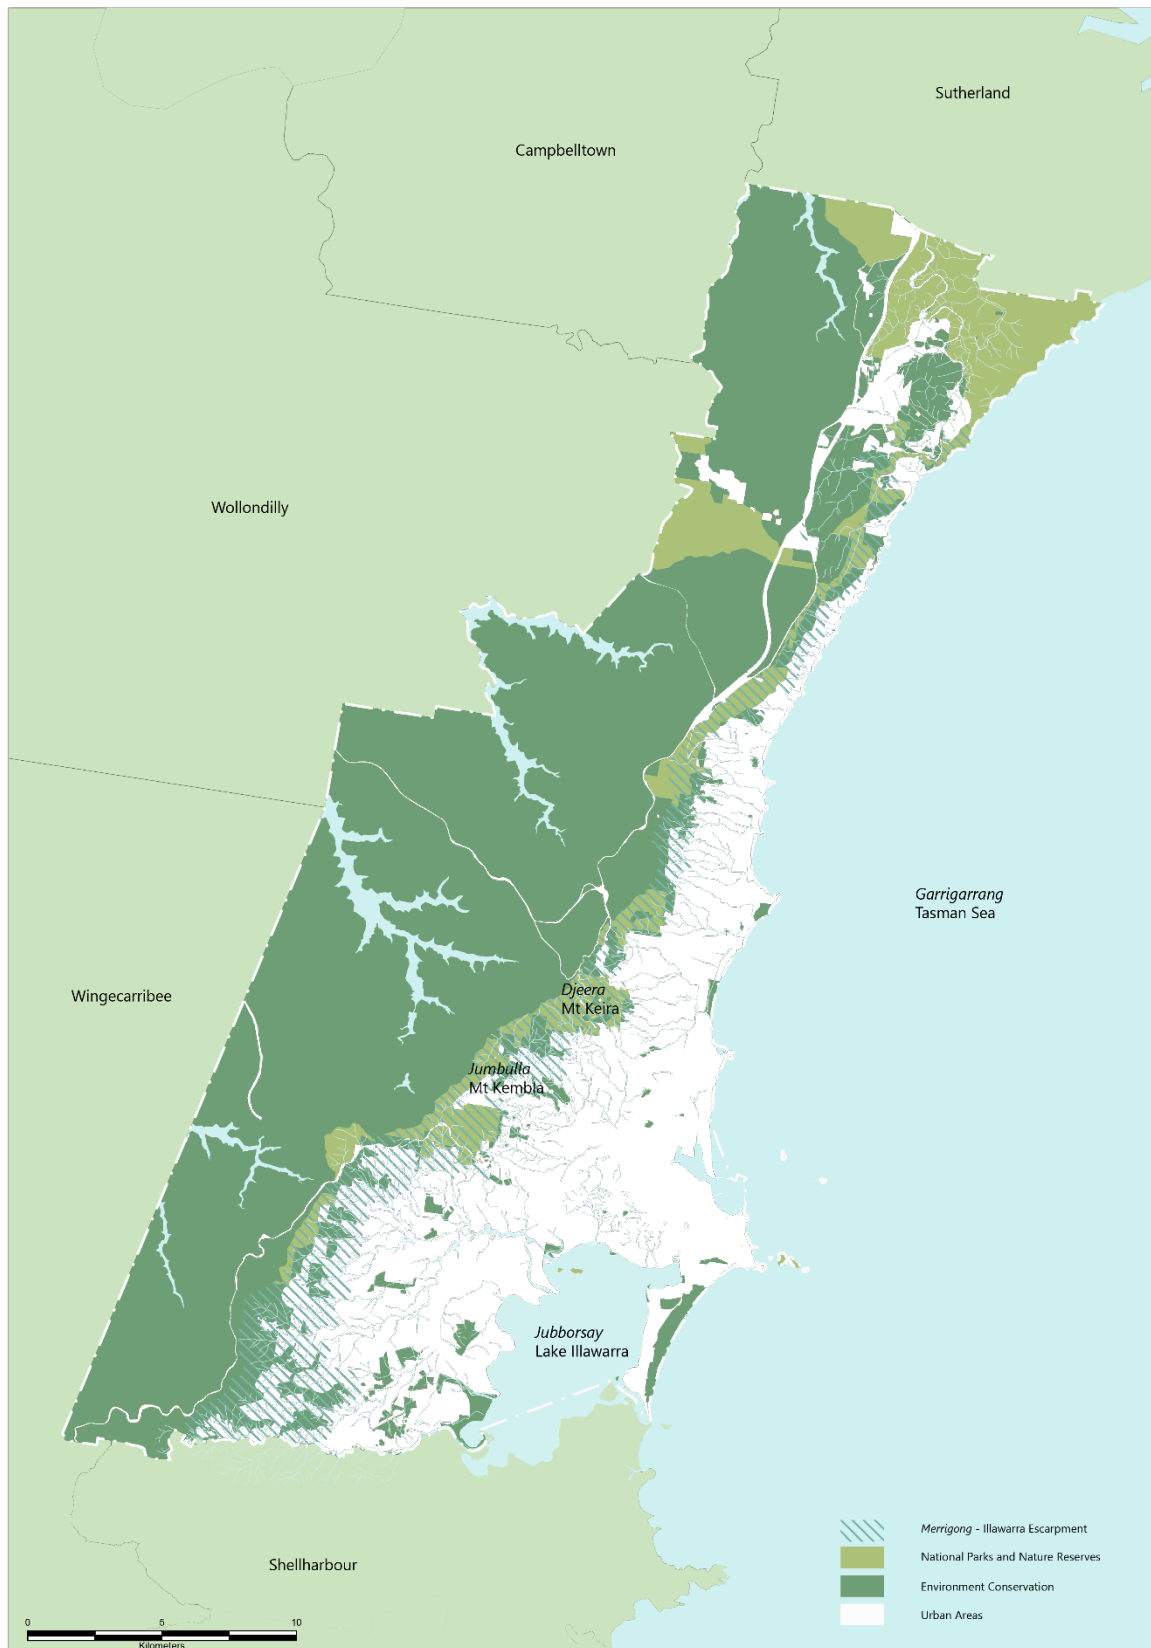 Sutherland
Campbelltown
Wollondilly
Garrigarrang
Tasman Sea
Wingecarribee
Djeera
Mt Keira
Jumbulla
Mt Kembla
Jubborsay
Lake Illawarra
Merrigong - Illawarra Escarpment
National Parks and Nature Reserves
Shellharbour
Environment Conservation
Urban Areas
0 5 10
Kilometers